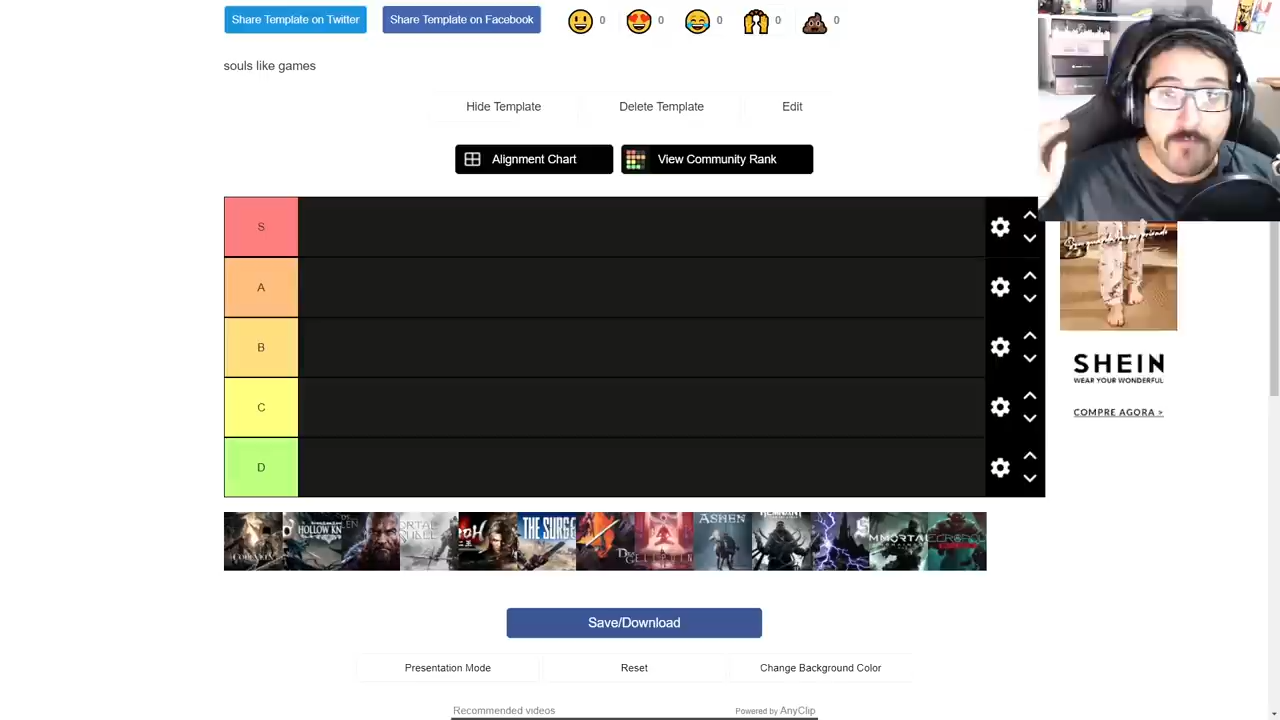 Share Template on Twitter
Share Template on Facebook
0
0
0
0
0
souls like games
Hide Template
Delete Template
Edit
Alignment Chart
View Community Rank
S
A
B
C
D
HOLLOW KN
THE SURGE
ASHEN
SHEIN
WEAR YOUR WONDERFUL
COMPRE AGORA >
Save/Download
Presentation Mode
Reset
Change Background Color
Recommended videos
Powered by AnyClip